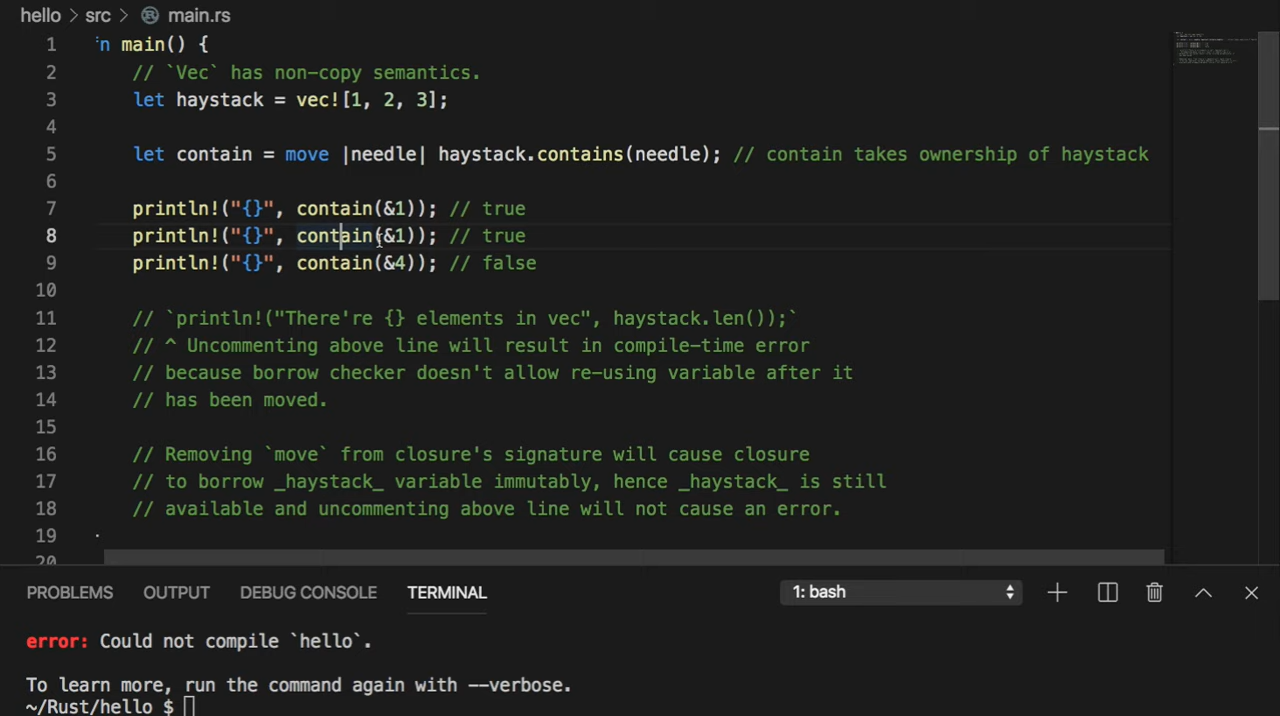 hello > src > main.rs
1 n main() {
2 // `Vec` has non-copy semantics.
3 let haystack = vec![1, 2, 3];
4
5 let contain = move |needle| haystack.contains(needle); // contain takes ownership of haystack
6
7 println!("{}", contain(&1)); // true
8 println!("{}", contain(&1)); // true
9 println!("{}", contain(&4)); // false
10
11 // `println!("There're {} elements in vec", haystack.len());`
12 // ^ Uncommenting above line will result in compile-time error
13 // because borrow checker doesn't allow re-using variable after it
14 // has been moved.
15
16 // Removing `move` from closure's signature will cause closure
17 // to borrow _haystack_ variable immutably, hence _haystack_ is still
18 // available and uncommenting above line will not cause an error.
19
20
PROBLEMS OUTPUT DEBUG CONSOLE TERMINAL 1: bash
error: Could not compile `hello`.
To learn more, run the command again with --verbose.
~/Rust/hello $